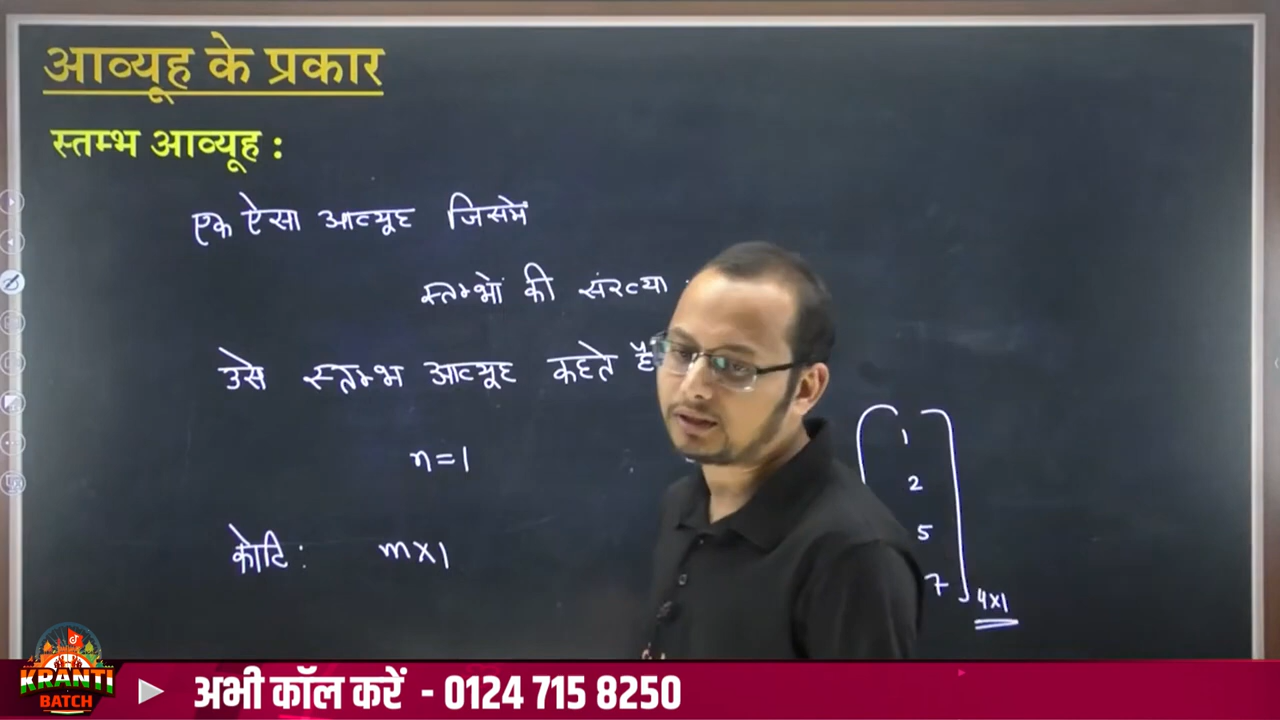 आव्यूह के प्रकार
स्तम्भ आव्यूह :
एक ऐसा आव्यूह जिसमें
स्तम्भों की संख्या
उसे स्तम्भ आव्यूह कहते हैं
n=1
कोटि: m×1
1
2
5
7
4×1
KRANTI
BATCH
अभी कॉल करें - 0124 715 8250